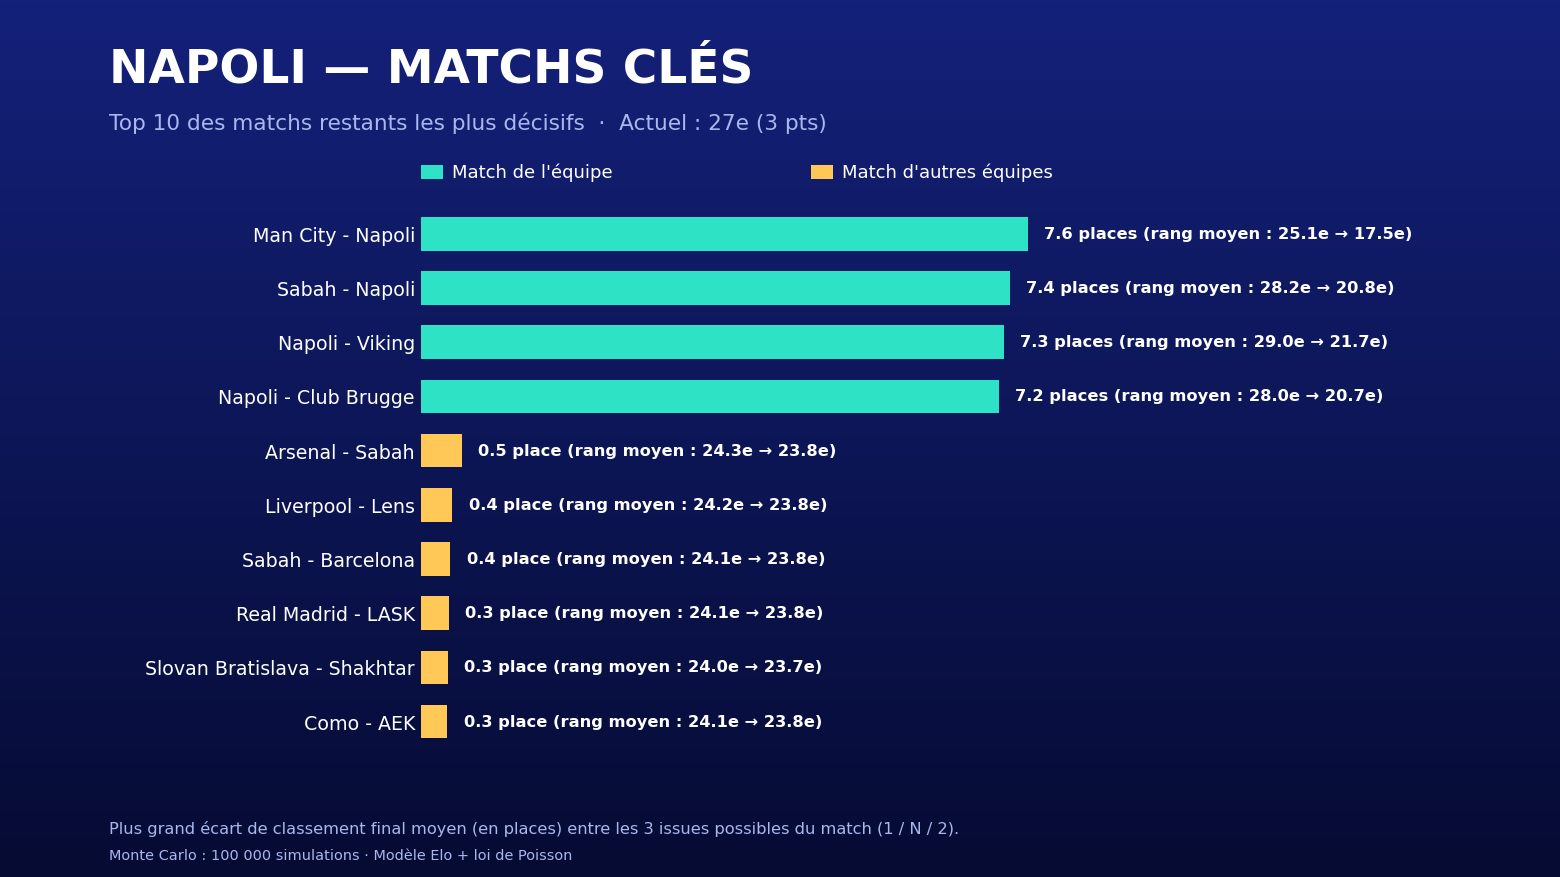 NAPOLI — MATCHS CLÉS
Top 10 des matchs restants les plus décisifs · Actuel : 27e (3 pts)
Match de l'équipe
Match d'autres équipes
Man City - Napoli 7.6 places (rang moyen : 25.1e → 17.5e)
Sabah - Napoli 7.4 places (rang moyen : 28.2e → 20.8e)
Napoli - Viking 7.3 places (rang moyen : 29.0e → 21.7e)
Napoli - Club Brugge 7.2 places (rang moyen : 28.0e → 20.7e)
Arsenal - Sabah 0.5 place (rang moyen : 24.3e → 23.8e)
Liverpool - Lens 0.4 place (rang moyen : 24.2e → 23.8e)
Sabah - Barcelona 0.4 place (rang moyen : 24.1e → 23.8e)
Real Madrid - LASK 0.3 place (rang moyen : 24.1e → 23.8e)
Slovan Bratislava - Shakhtar 0.3 place (rang moyen : 24.0e → 23.7e)
Como - AEK 0.3 place (rang moyen : 24.1e → 23.8e)
Plus grand écart de classement final moyen (en places) entre les 3 issues possibles du match (1 / N / 2).
Monte Carlo : 100 000 simulations · Modèle Elo + loi de Poisson